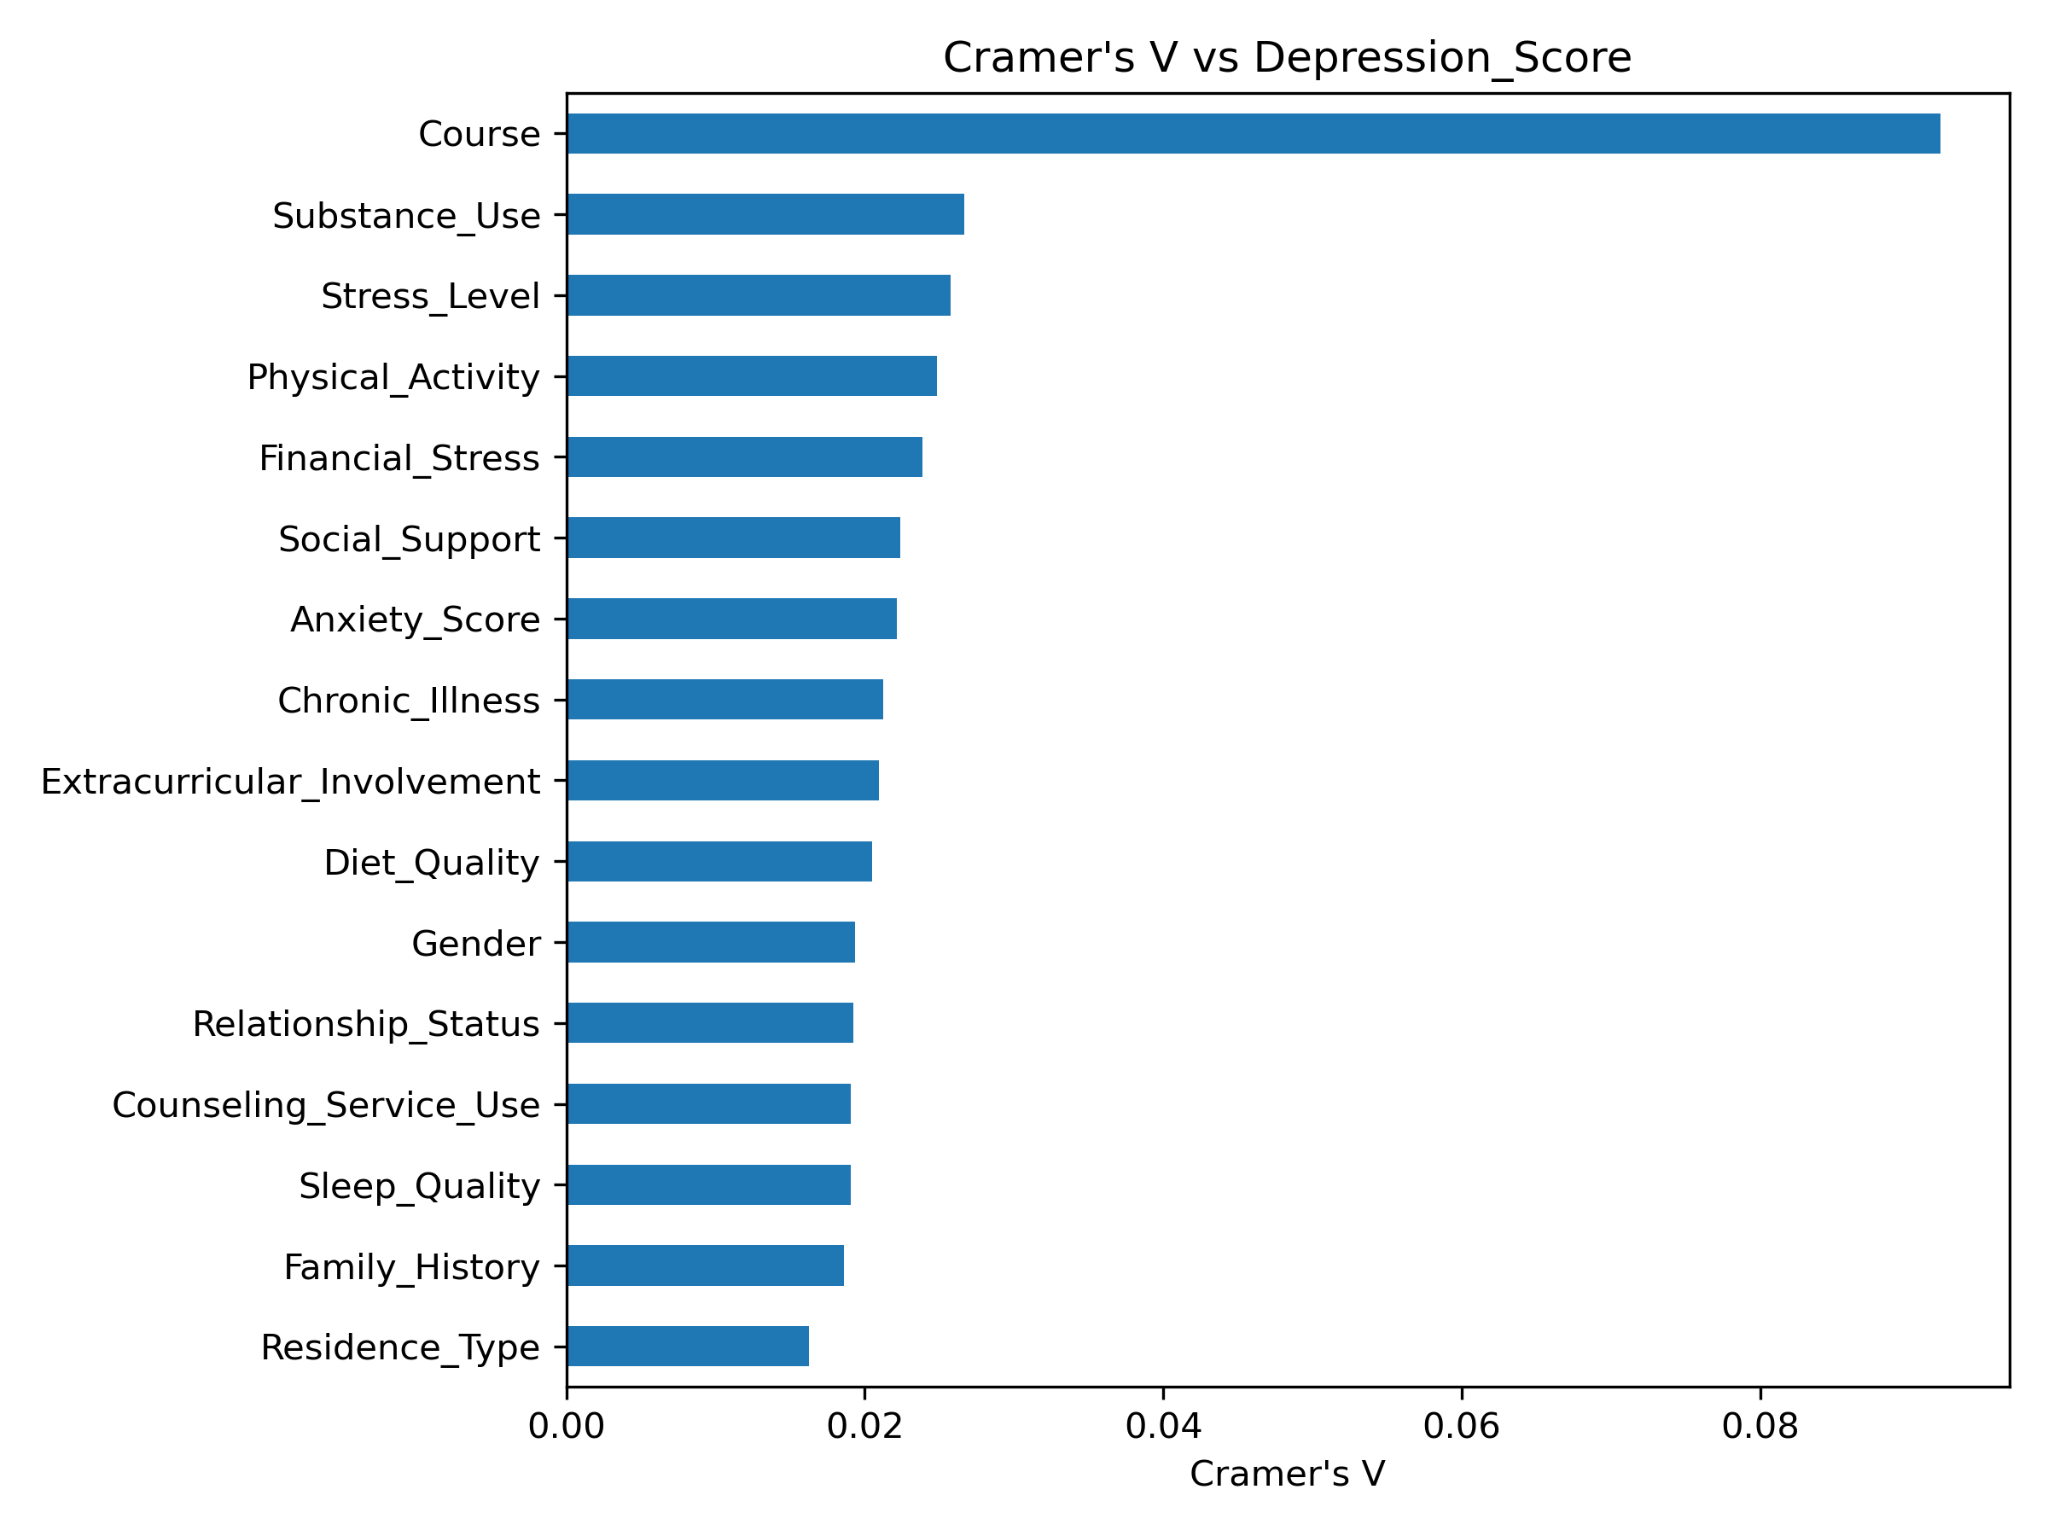 Cramer's V vs Depression_Score
Course
Substance_Use
Stress_Level
Physical_Activity
Financial_Stress
Social_Support
Anxiety_Score
Chronic_Illness
Extracurricular_Involvement
Diet_Quality
Gender
Relationship_Status
Counseling_Service_Use
Sleep_Quality
Family_History
Residence_Type
0.00 0.02 0.04 0.06 0.08
Cramer's V